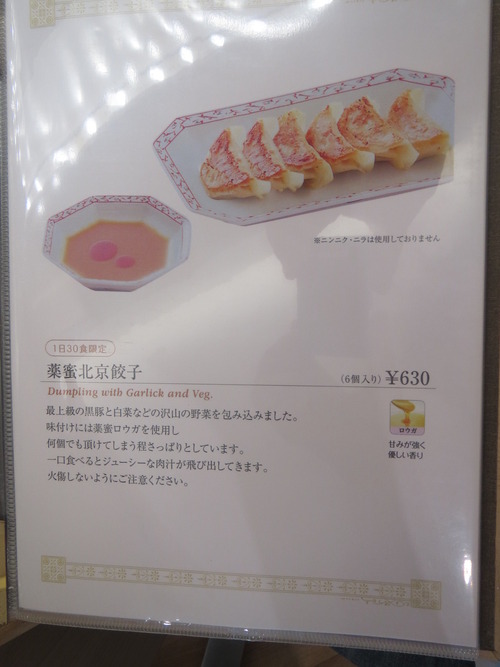 ※ニンニク・ニラは使用しておりません
1日30食限定
薬蜜北京餃子
(6個入り) ¥630
Dumpling with Garlick and Veg.
最上級の黒豚と白菜などの沢山の野菜を包み込みました。
味付けには薬蜜ロウガを使用し
何個でも頂けてしまう程さっぱりとしています。
一口食べるとジューシーな肉汁が飛び出してきます。
火傷しないようにご注意ください。
ロウガ
甘みが強く
優しい香り